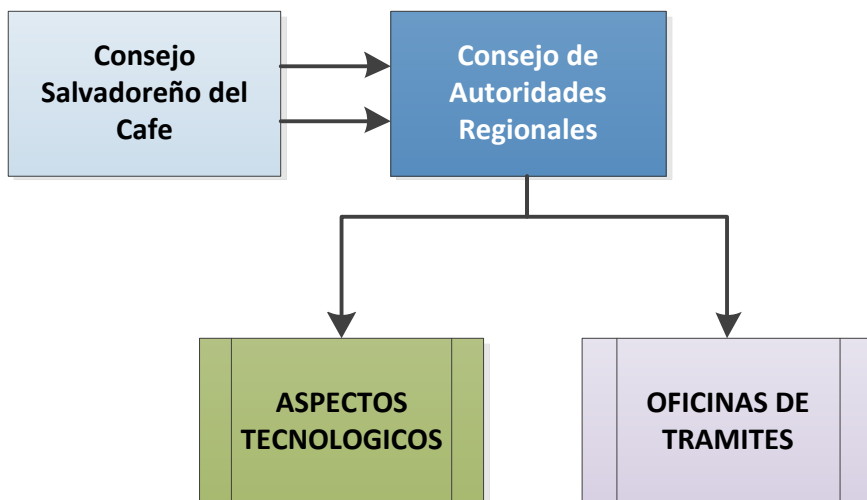 Consejo
Salvadoreño del
Cafe
Consejo de
Autoridades
Regionales
ASPECTOS
TECNOLOGICOS
OFICINAS DE
TRAMITES